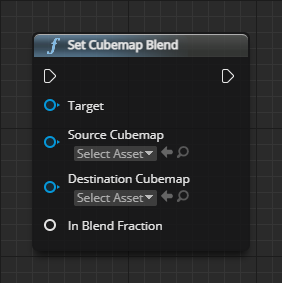 Set Cubemap Blend
Target
Source Cubemap
Select Asset
Destination Cubemap
Select Asset
In Blend Fraction